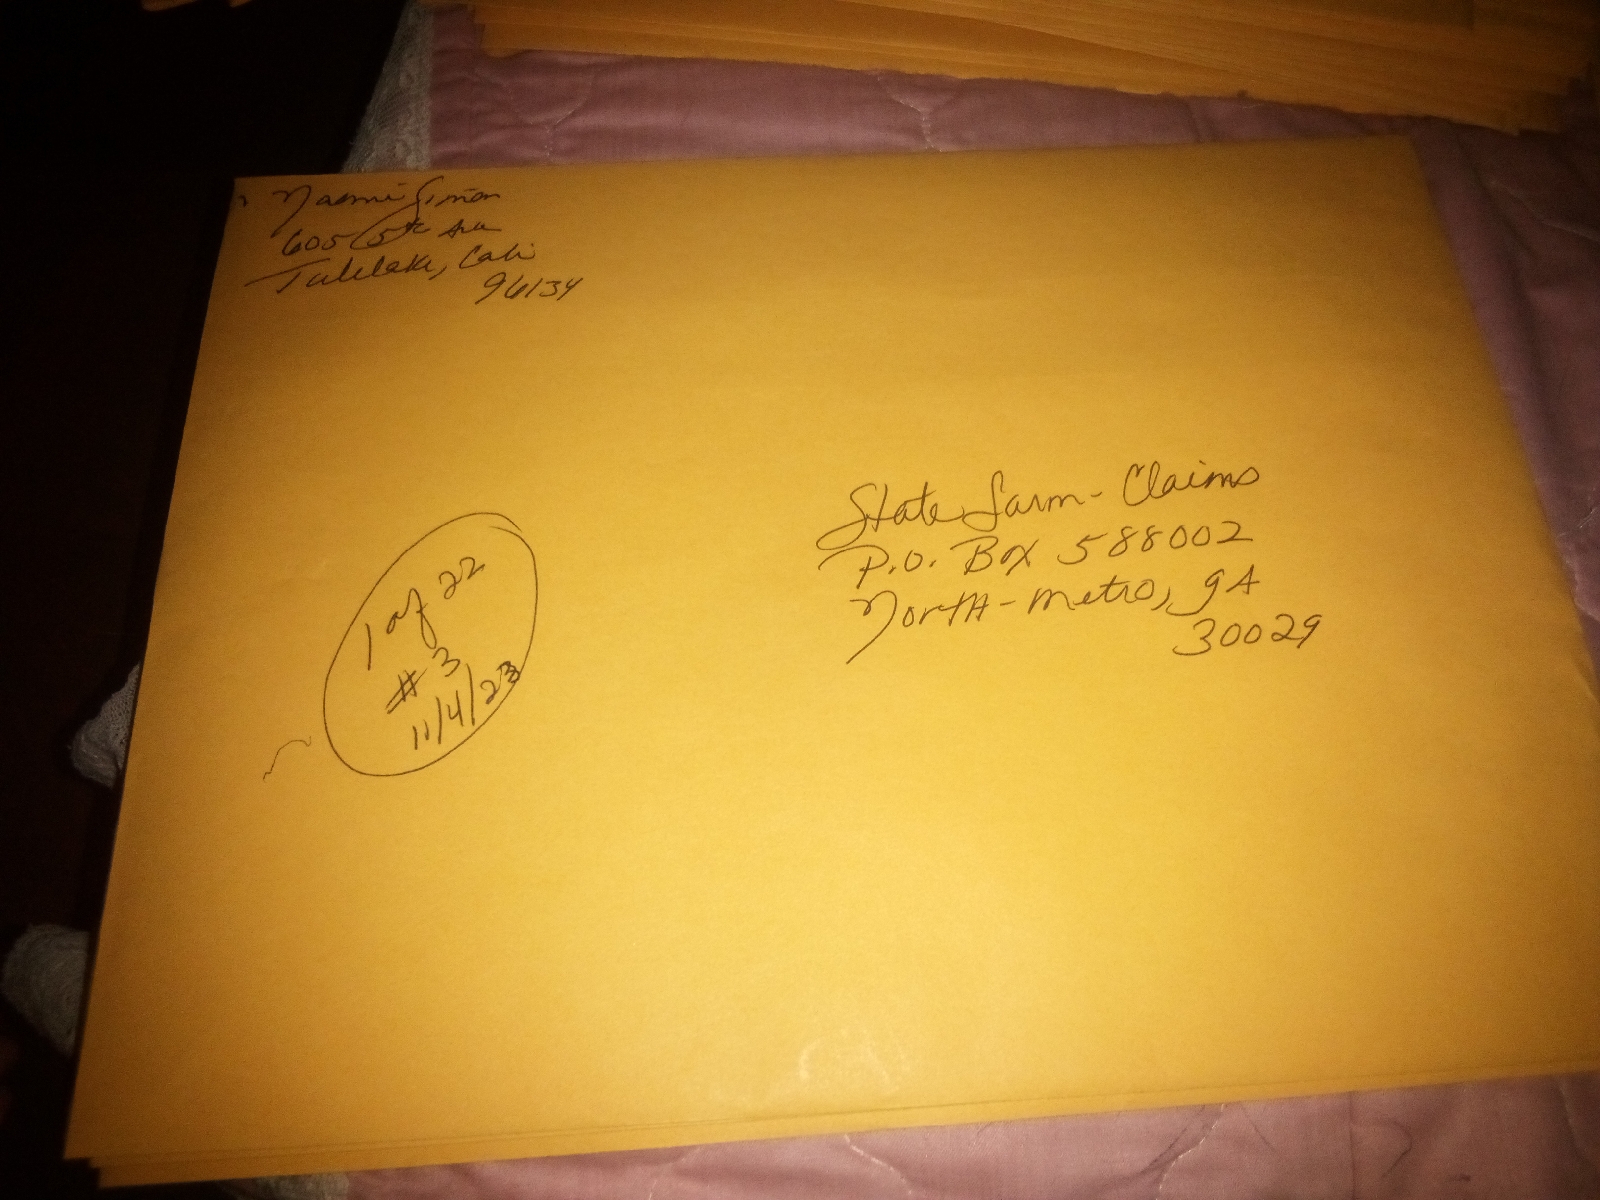 Naomi Simon
605 5th Ave
Tulelake, Cali
96134
State Farm - Claims
P.O. Box 588002
North-Metro, GA
30029
1 of 22
# 3
11/4/23